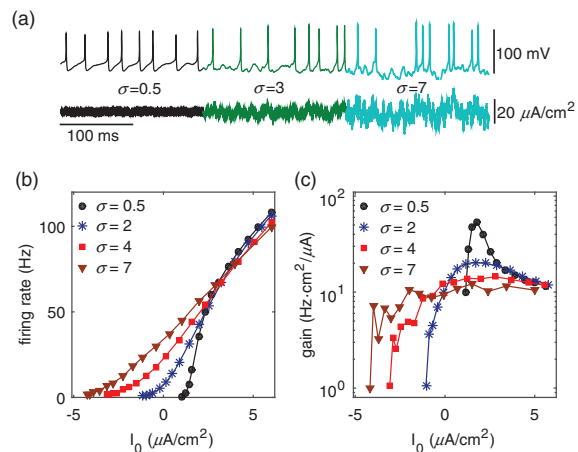 (a)
100 mV
σ=0.5 σ=3 σ=7
20 μA/cm²
100 ms
(b) (c)
σ = 0.5
σ = 2
σ = 4
σ = 7
firing rate (Hz)
100
50
0
-5 0 5
I₀ (μA/cm²)
σ = 0.5
σ = 2
σ = 4
σ = 7
gain (Hz·cm²/μA)
10²
10¹
10⁰
-5 0 5
I₀ (μA/cm²)